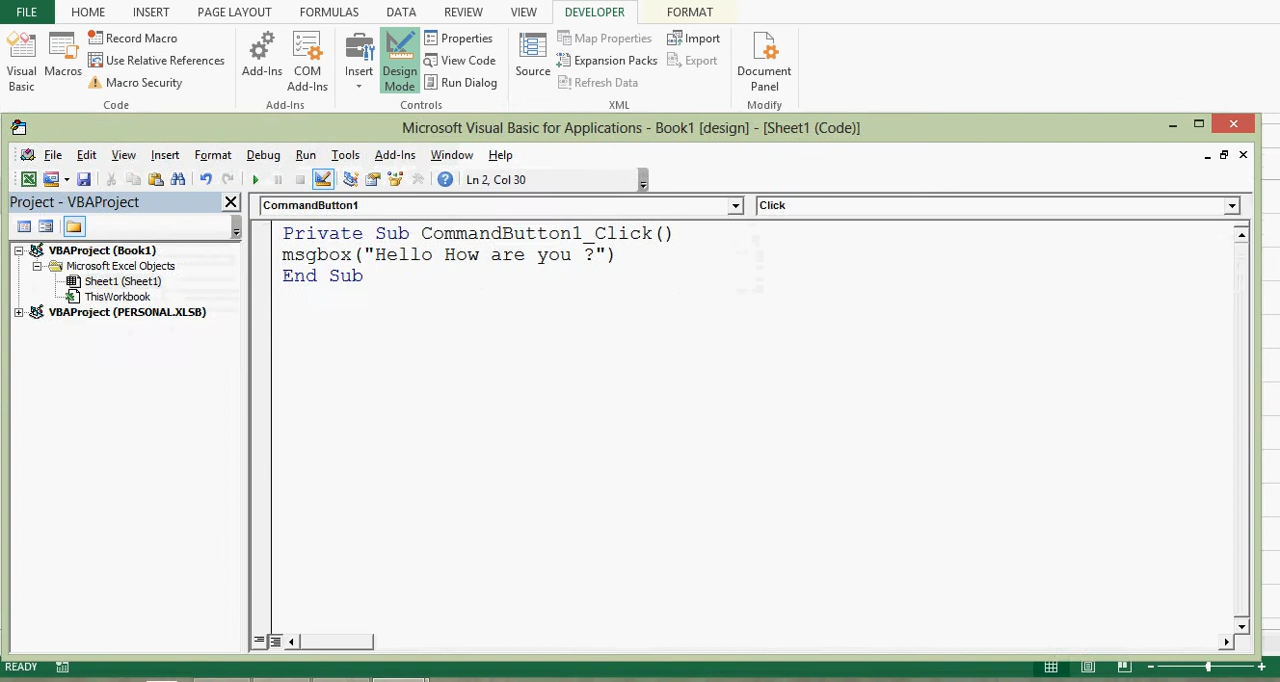 FILE HOME INSERT PAGE LAYOUT FORMULAS DATA REVIEW VIEW DEVELOPER FORMAT
Visual Basic
Macros
Record Macro
Use Relative References
Macro Security
Code
Add-Ins
COM Add-Ins
Add-Ins
Insert
Design Mode
Properties
View Code
Run Dialog
Controls
Source
Map Properties
Expansion Packs
Refresh Data
Import
Export
XML
Document Panel
Modify
Microsoft Visual Basic for Applications - Book1 [design] - [Sheet1 (Code)]
File Edit View Insert Format Debug Run Tools Add-Ins Window Help
Ln 2, Col 30
Project - VBAProject
VBAProject (Book1)
Microsoft Excel Objects
Sheet1 (Sheet1)
ThisWorkbook
VBAProject (PERSONAL.XLSB)
CommandButton1
Click
Private Sub CommandButton1_Click()
msgbox("Hello How are you ?")
End Sub
READY